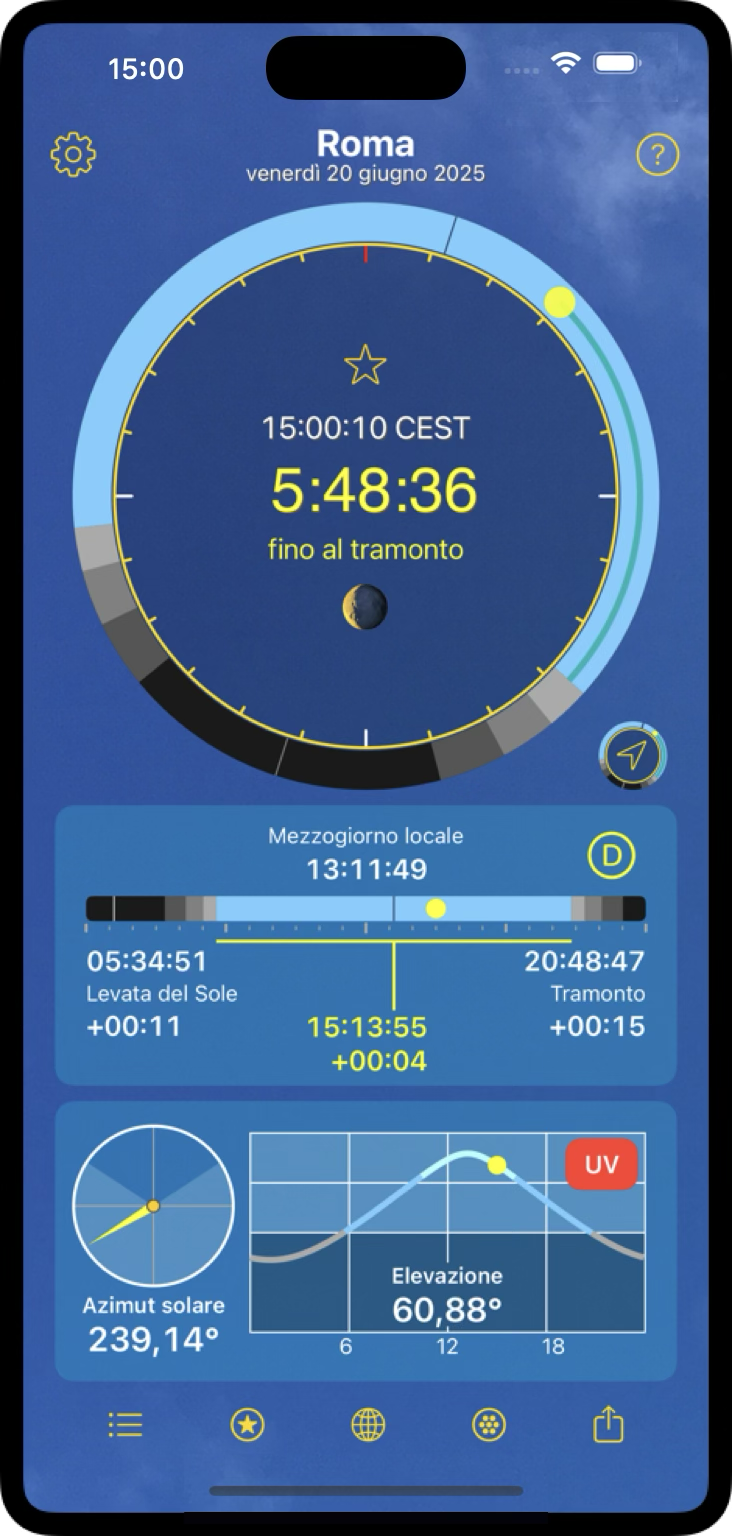 15:00
Roma
venerdì 20 giugno 2025
?
15:00:10 CEST
5:48:36
fino al tramonto
Mezzogiorno locale
13:11:49
D
05:34:51
20:48:47
Levata del Sole
Tramonto
+00:11
15:13:55
+00:15
+00:04
UV
Elevazione
60,88°
Azimut solare
239,14°
6
12
18